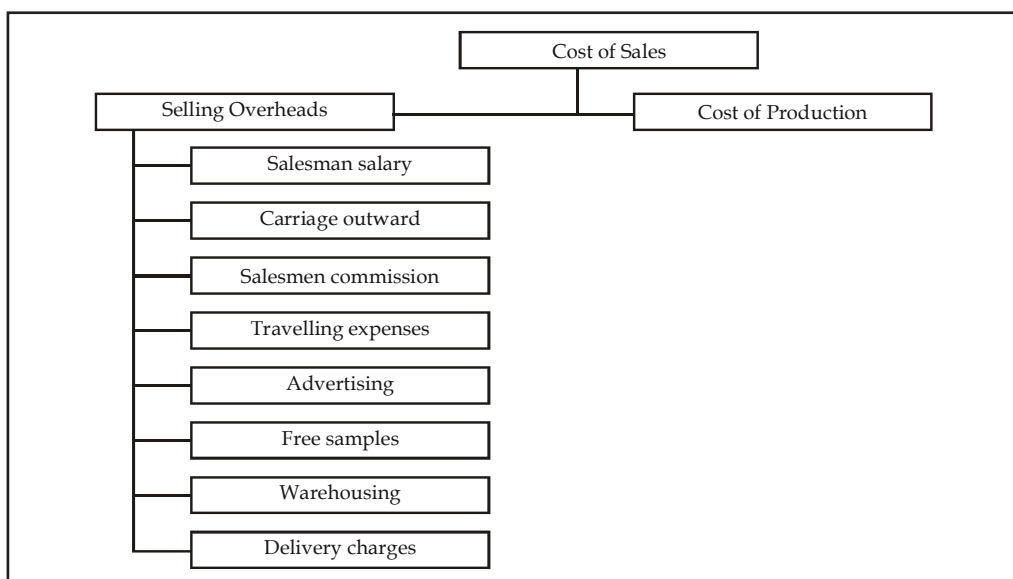 Cost of Sales
Selling Overheads
Cost of Production
Salesman salary
Carriage outward
Salesmen commission
Travelling expenses
Advertising
Free samples
Warehousing
Delivery charges